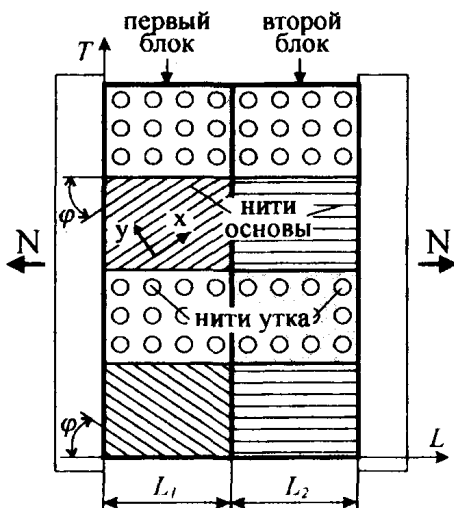 первый
блок
второй
блок
T
φ
нити
основы
x
y
N
N
нити утка
φ
L
L₁
L₂